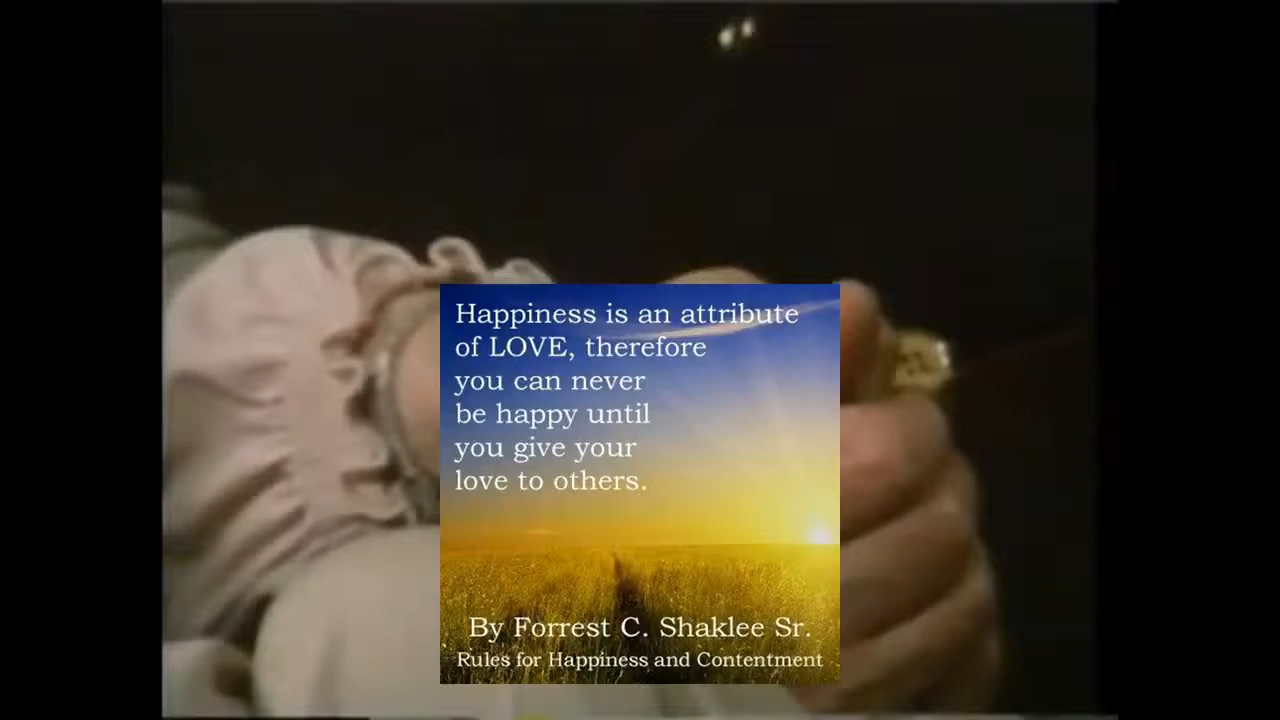 Happiness is an attribute
of LOVE, therefore
you can never
be happy until
you give your
love to others.
By Forrest C. Shaklee Sr.
Rules for Happiness and Contentment